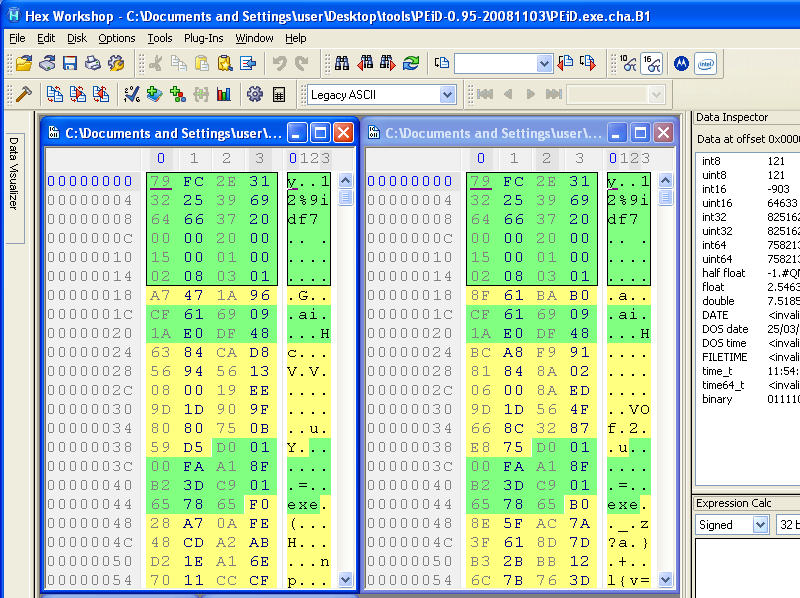 Hex Workshop - C:\Documents and Settings\user\Desktop\tools\PEiD-0.95-20081103\PEiD.exe.cha.B1
File Edit Disk Options Tools Plug-Ins Window Help
10 16 intel
Legacy ASCII
Data Visualizer
C:\Documents and Settings\user\...
0 1 2 3 0123
00000000 79 FC 2E 31 y..1
00000004 32 25 39 69 2%9i
00000008 64 66 37 20 df7
0000000C 00 00 20 00 .. .
00000010 15 00 01 00 ....
00000014 02 08 03 01 ....
00000018 A7 47 1A 96 .G..
0000001C CF 61 69 09 .ai.
00000020 1A E0 DF 48 ...H
00000024 63 84 CA D8 c...
00000028 56 94 56 13 V.V.
0000002C 08 00 19 EE ....
00000030 9D 1D 90 9F ....
00000034 80 80 75 0B ..u.
00000038 59 D5 D0 01 Y...
0000003C 00 FA A1 8F ....
00000040 B2 3D C9 01 .=..
00000044 65 78 65 F0 exe.
00000048 28 A7 0A FE (...
0000004C 48 CD A2 AB H...
00000050 D2 1E A1 6E ...n
00000054 70 11 CC CF p...
C:\Documents and Settings\user\...
0 1 2 3 0123
00000000 79 FC 2E 31 y..1
00000004 32 25 39 69 2%9i
00000008 64 66 37 20 df7
0000000C 00 00 20 00 .. .
00000010 15 00 01 00 ....
00000014 02 08 03 01 ....
00000018 8F 61 BA B0 .a..
0000001C CF 61 69 09 .ai.
00000020 1A E0 DF 48 ...H
00000024 BC A8 F9 91 ....
00000028 81 84 8A 02 ....
0000002C 06 00 8A ED ....
00000030 9D 1D 56 4F ..VO
00000034 66 8C 32 87 f.2.
00000038 E8 75 D0 01 .u..
0000003C 00 FA A1 8F ....
00000040 B2 3D C9 01 .=..
00000044 65 78 65 B0 exe.
00000048 8E 5F AC 7A ._.z
0000004C 3F 61 8D 7D ?a.}
00000050 B3 2B BB 12 .+..
00000054 6C 7B 76 3D l{v=
Data Inspector
Data at offset 0x000
int8 121
uint8 121
int16 -903
uint16 64633
int32 825162
uint32 825162
int64 758213
uint64 758213
half float -1.#QN
float 2.5463
double 7.5185
DATE <invali
DOS date 25/03/
DOS time <invali
FILETIME <invali
time_t 11:54:
time64_t <invali
binary 011110
Expression Calc
Signed 32 b